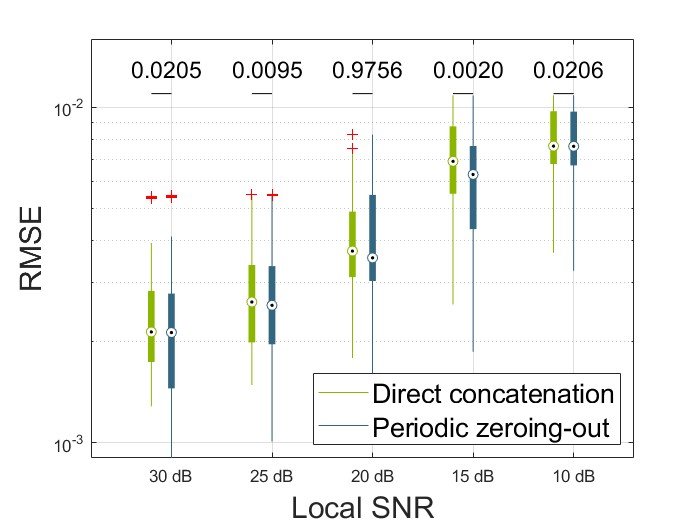 0.0205 0.0095 0.9756 0.0020 0.0206
10-2
RMSE
Direct concatenation
Periodic zeroing-out
10-3
30 dB 25 dB 20 dB 15 dB 10 dB
Local SNR